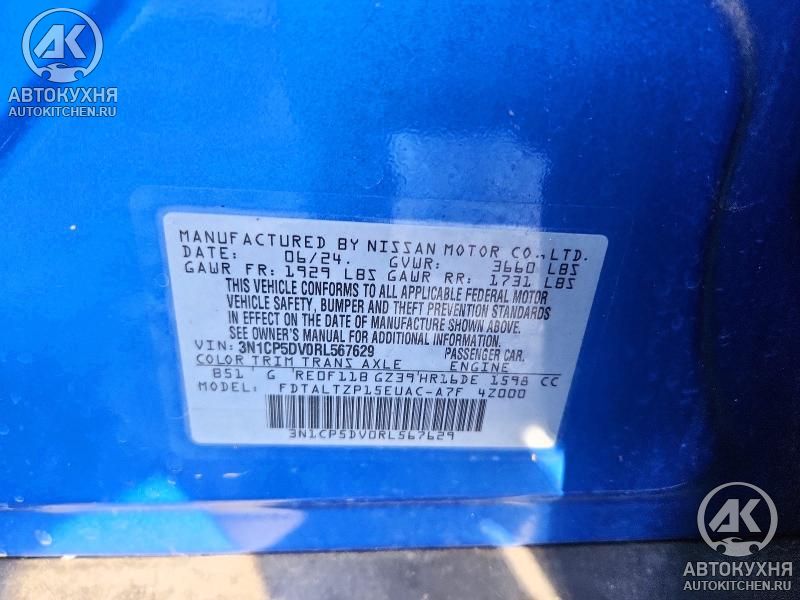 АК
АВТОКУХНЯ
AUTOKITCHEN.RU
MANUFACTURED BY NISSAN MOTOR CO., LTD.
DATE: 06/24. GVWR: 3660 LBS
GAWR FR: 1929 LBS GAWR RR: 1731 LBS
THIS VEHICLE CONFORMS TO ALL APPLICABLE FEDERAL MOTOR
VEHICLE SAFETY, BUMPER AND THEFT PREVENTION STANDARDS
IN EFFECT ON THE DATE OF MANUFACTURE SHOWN ABOVE.
SEE OWNER'S MANUAL FOR ADDITIONAL INFORMATION.
VIN: 3N1CP5DV0RL567629 PASSENGER CAR.
COLOR TRIM TRANS AXLE ENGINE
B51 G RE0F11B GZ39 HR16DE 1598 CC
MODEL: FDTALTZP15EUAC-A7F 4Z000
3N1CP5DV0RL567629
АК
АВТОКУХНЯ
AUTOKITCHEN.RU